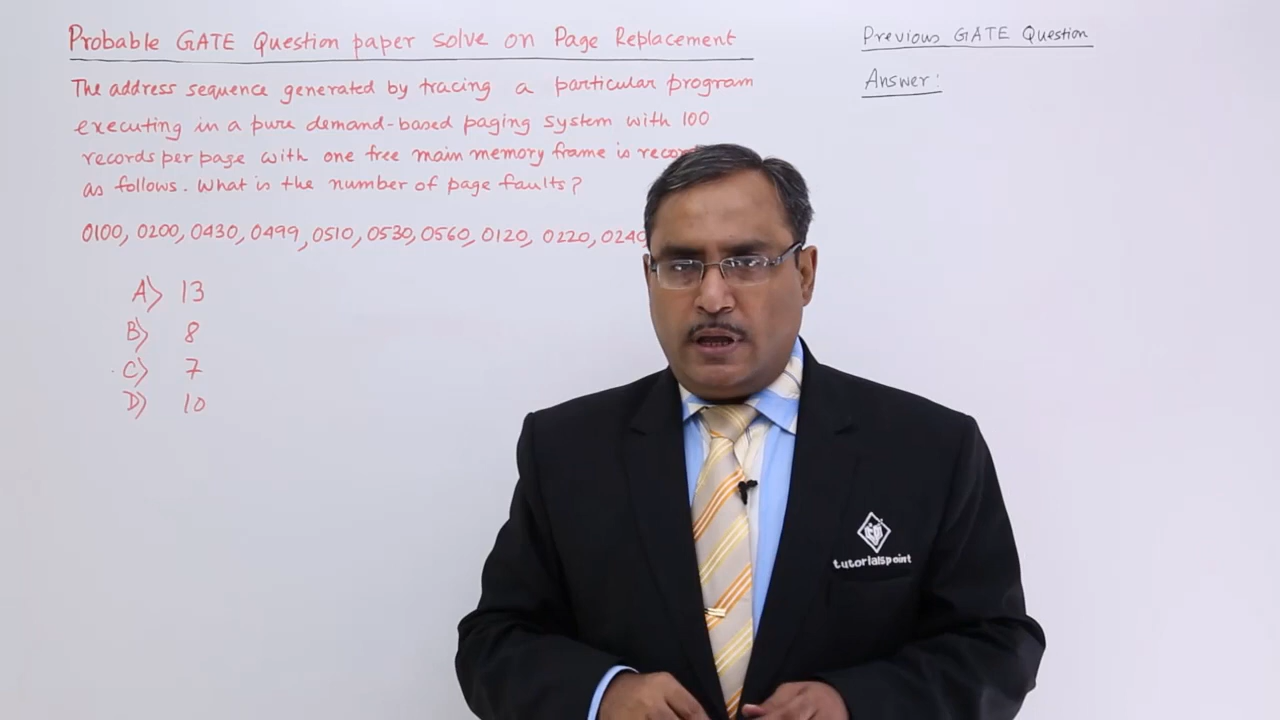 Probable GATE Question paper solve on Page Replacement
The address sequence generated by tracing a particular program
executing in a pure demand-based paging system with 100
records per page with one free main memory frame is
as follows. What is the number of page faults?
0100, 0200, 0430, 0499, 0510, 0530, 0560, 0120, 0220, 0240
A) 13
B) 8
C) 7
D) 10
Previous GATE Question
Answer:
tutorialspoint